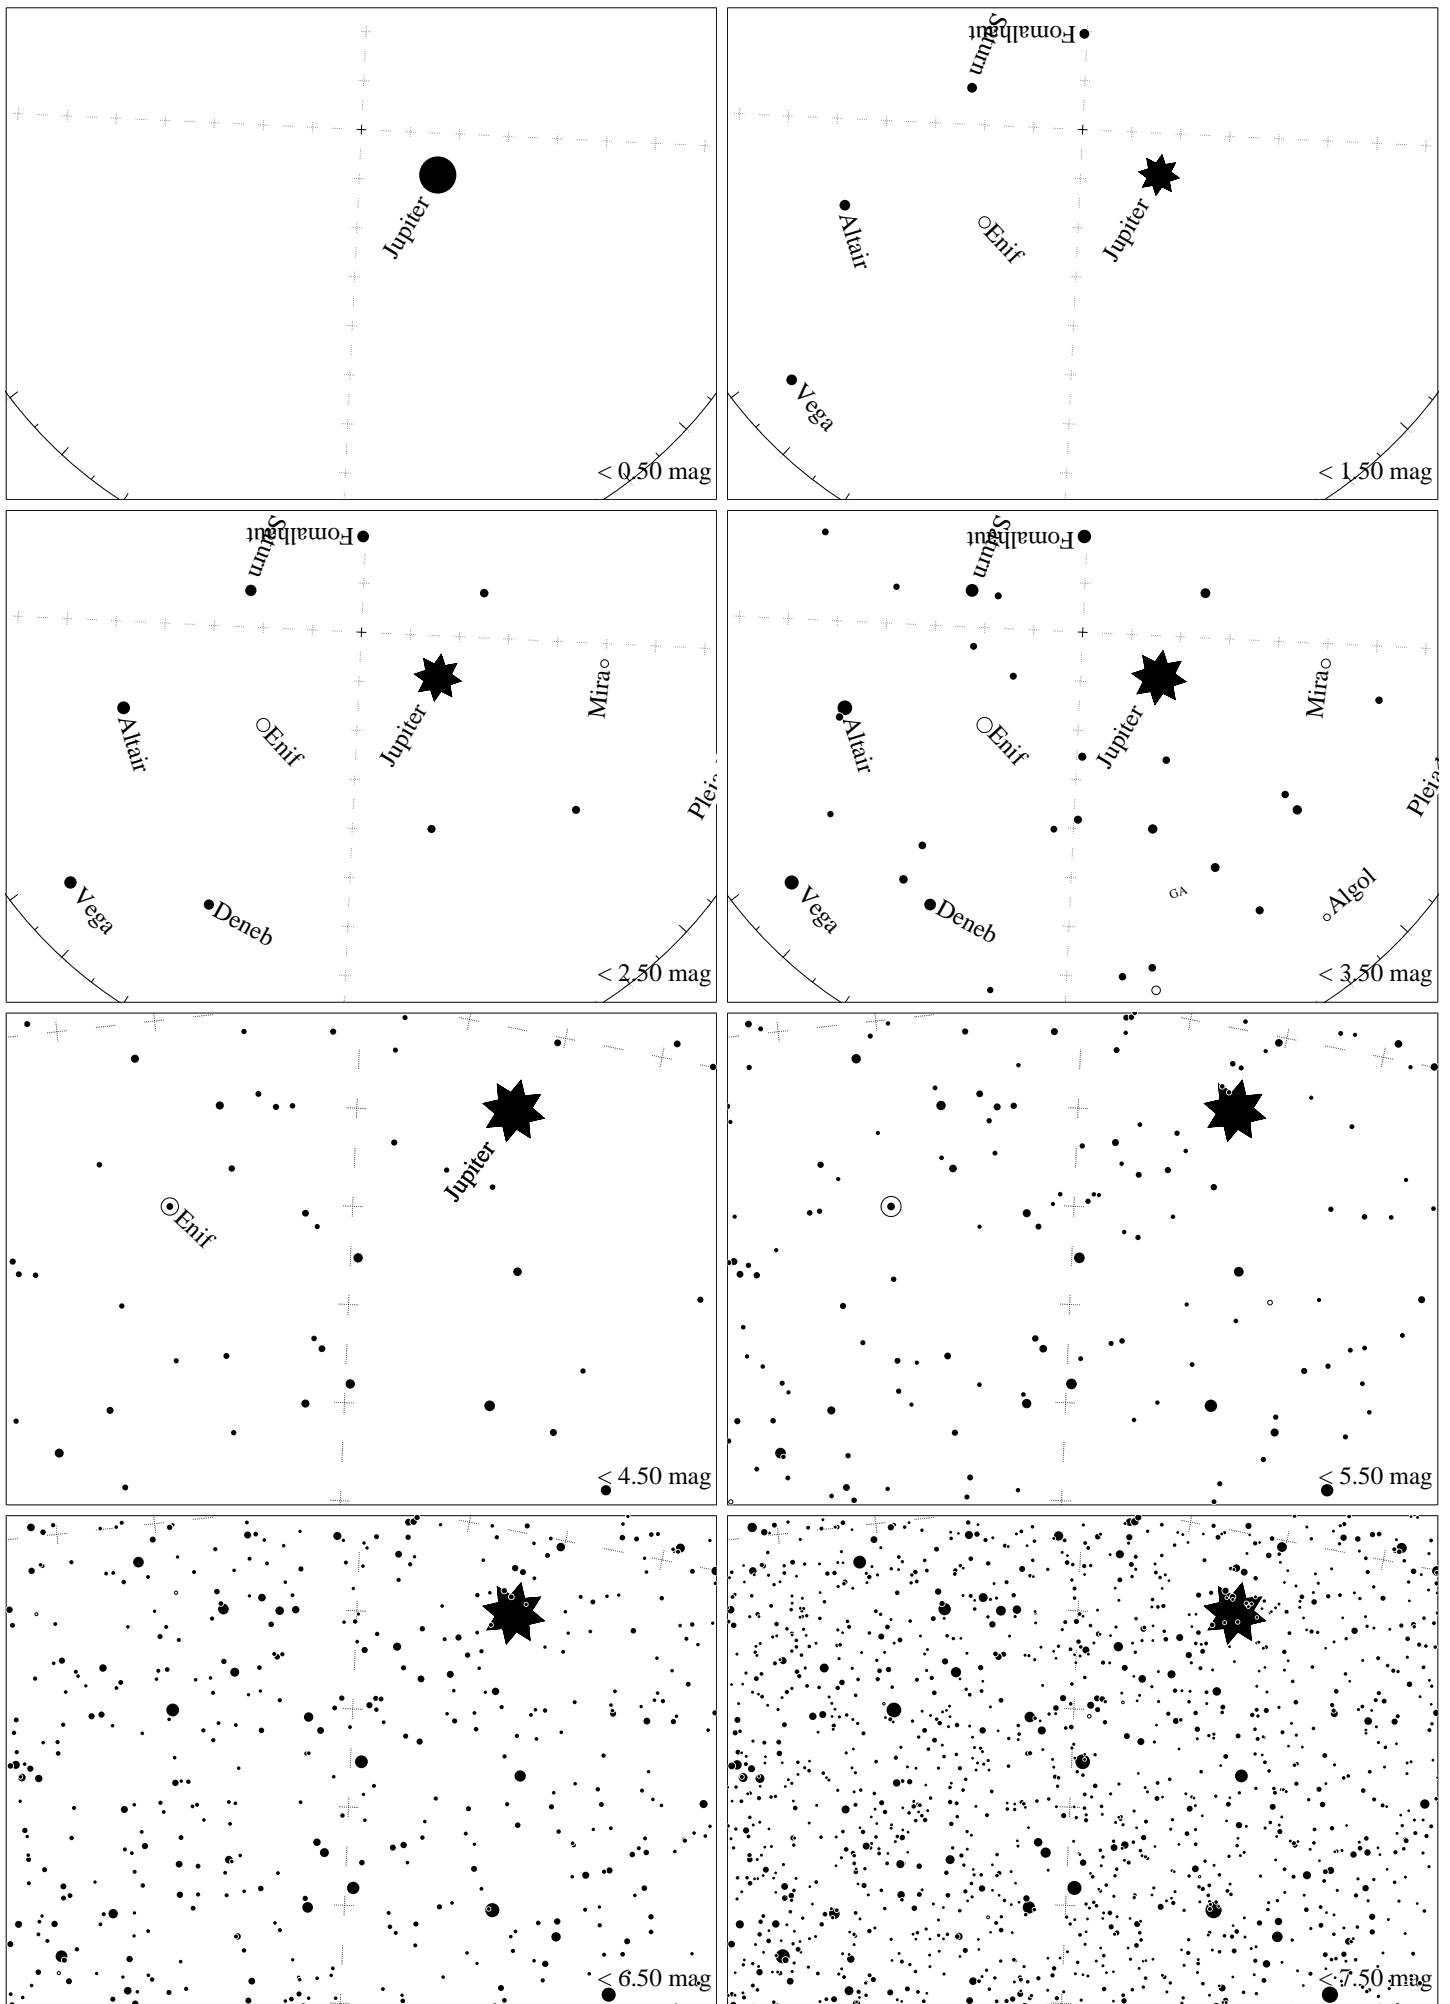 Jupiter
< 0.50 mag
Fomalhaut
Saturn
Altair
Enif
Jupiter
Vega
< 1.50 mag
Fomalhaut
Saturn
Mira
Altair
Enif
Jupiter
Vega
Deneb
< 2.50 mag
Fomalhaut
Saturn
Mira
Altair
Enif
Jupiter
GA
Algol
Vega
Deneb
< 3.50 mag
Jupiter
Enif
< 4.50 mag
< 5.50 mag
< 6.50 mag
< 7.50 mag